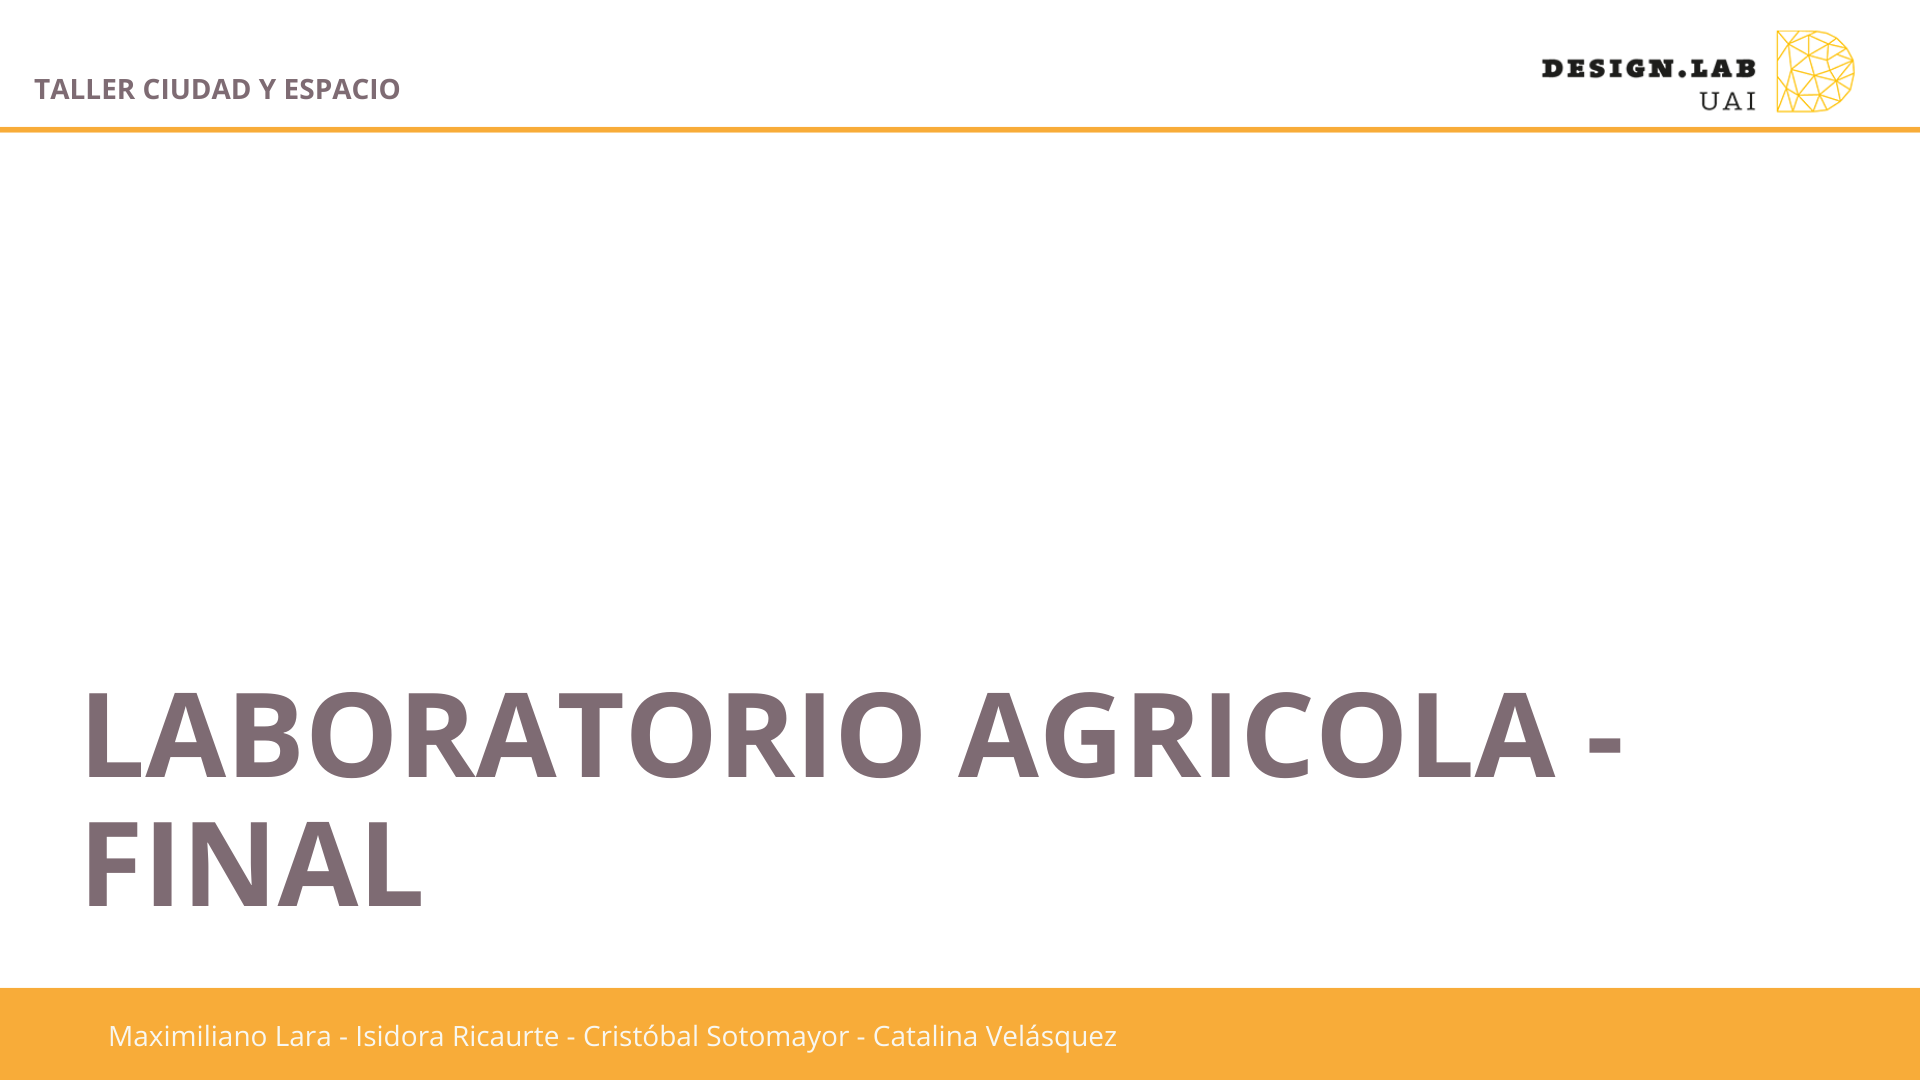 TALLER CIUDAD Y ESPACIO
DESIGN.LAB
UAI
LABORATORIO AGRICOLA -
FINAL
Maximiliano Lara - Isidora Ricaurte - Cristóbal Sotomayor - Catalina Velásquez